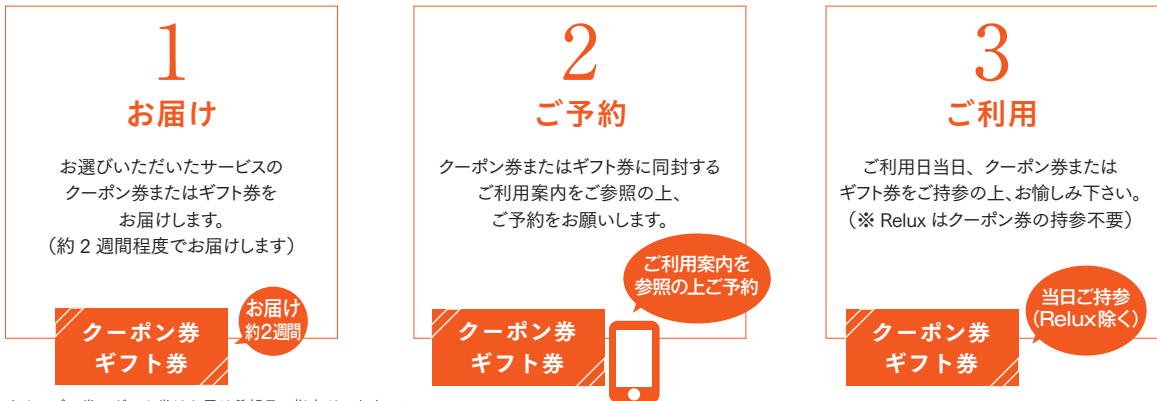 1
お届け
お選びいただいたサービスの
クーポン券またはギフト券を
お届けします。
（約 2 週間程度でお届けします）
お届け
約2週間
クーポン券
ギフト券
2
ご予約
クーポン券またはギフト券に同封する
ご利用案内をご参照の上、
ご予約をお願いします。
ご利用案内を
参照の上ご予約
クーポン券
ギフト券
3
ご利用
ご利用日当日、クーポン券または
ギフト券をご持参の上、お愉しみ下さい。
（※ Relux はクーポン券の持参不要）
当日ご持参
（Relux除く）
クーポン券
ギフト券